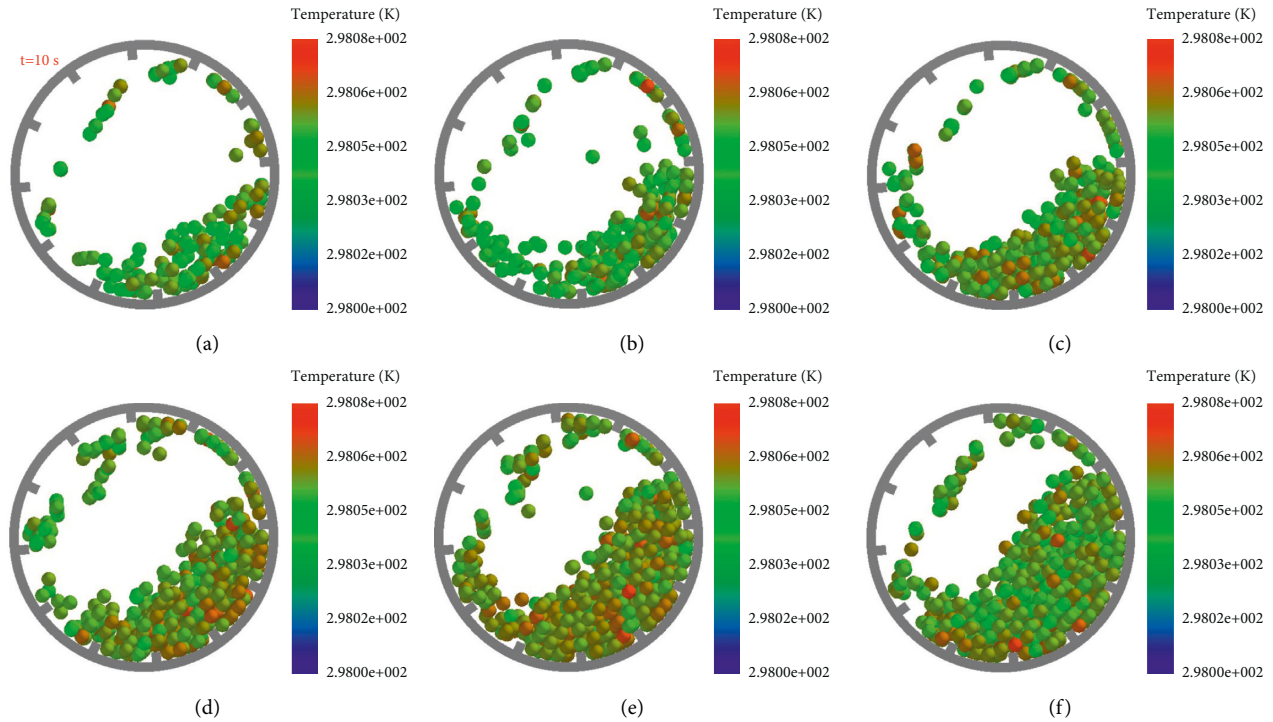 Temperature (K)
t=10 s
2.9808e+002
2.9806e+002
2.9805e+002
2.9803e+002
2.9802e+002
2.9800e+002
(a)
Temperature (K)
2.9808e+002
2.9806e+002
2.9805e+002
2.9803e+002
2.9802e+002
2.9800e+002
(b)
Temperature (K)
2.9808e+002
2.9806e+002
2.9805e+002
2.9803e+002
2.9802e+002
2.9800e+002
(c)
Temperature (K)
2.9808e+002
2.9806e+002
2.9805e+002
2.9803e+002
2.9802e+002
2.9800e+002
(d)
Temperature (K)
2.9808e+002
2.9806e+002
2.9805e+002
2.9803e+002
2.9802e+002
2.9800e+002
(e)
Temperature (K)
2.9808e+002
2.9806e+002
2.9805e+002
2.9803e+002
2.9802e+002
2.9800e+002
(f)